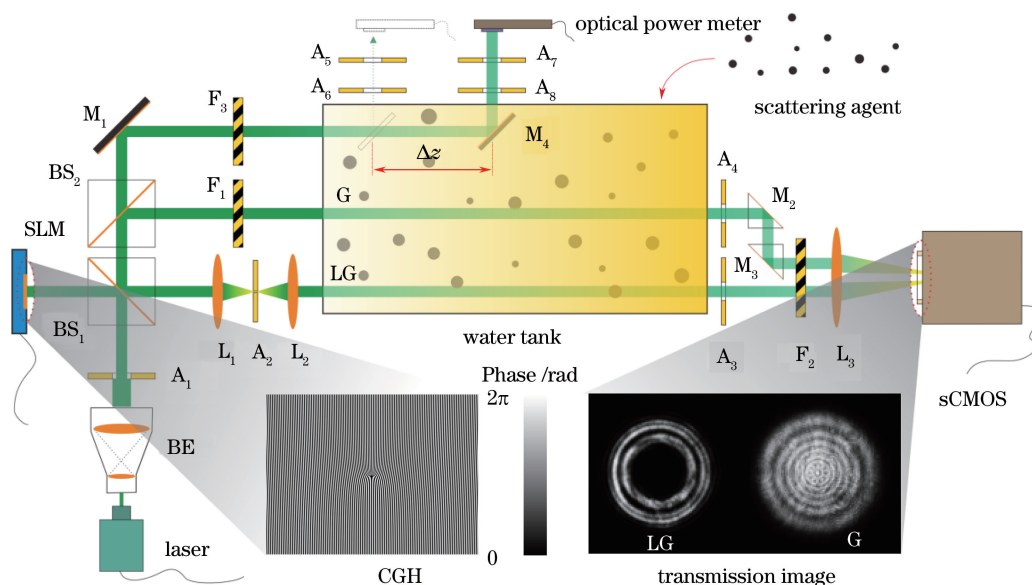 optical power meter
A5
A7
A6
A8
scattering agent
M1
F3
M4
Δz
BS2
F1
A4
G
M2
SLM
M3
LG
BS1
water tank
L1
A2
L2
A3
F2
L3
A1
Phase /rad
2π
sCMOS
BE
laser
0
LG
G
CGH
transmission image